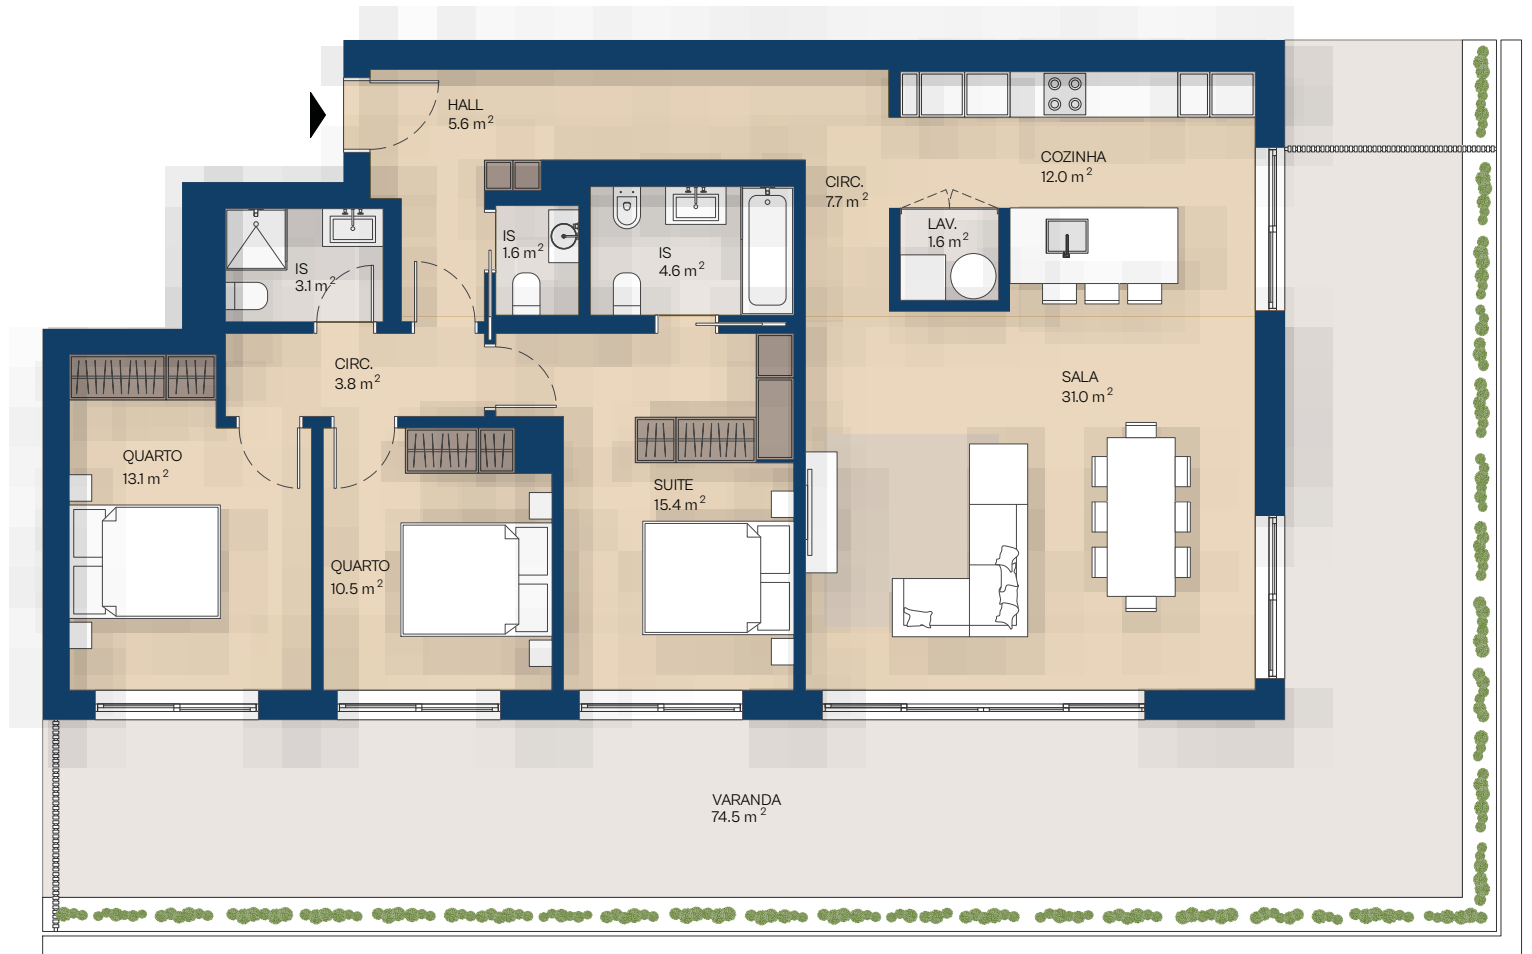 HALL
5.6 m²
COZINHA
12.0 m²
CIRC.
7.7 m²
LAV.
1.6 m²
IS
1.6 m²
IS
4.6 m²
IS
3.1 m²
CIRC.
3.8 m²
SALA
31.0 m²
QUARTO
13.1 m²
SUITE
15.4 m²
QUARTO
10.5 m²
VARANDA
74.5 m²